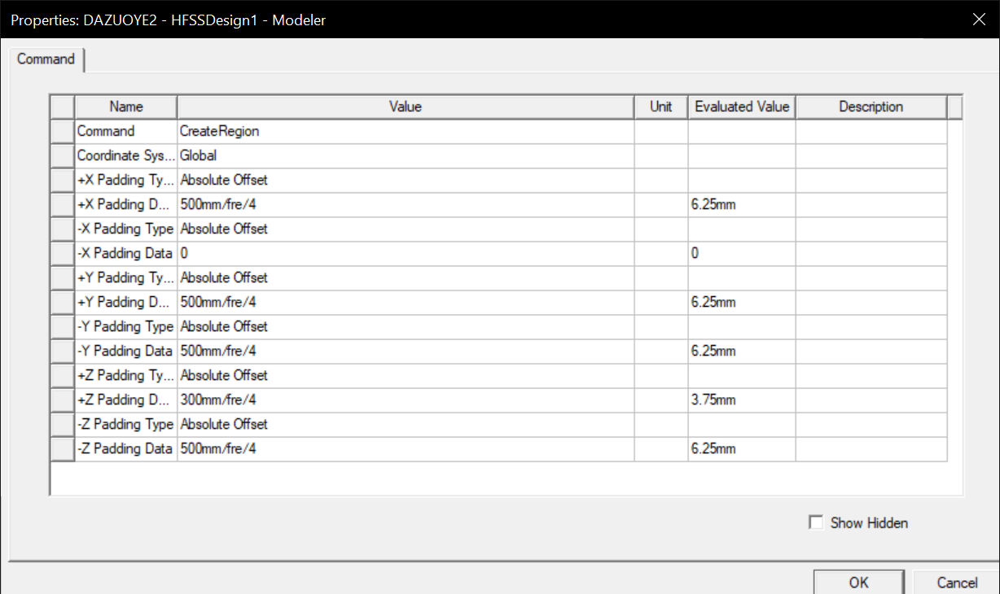 Properties: DAZUOYE2 - HFSSDesign1 - Modeler
Command
Name Value Unit Evaluated Value Description
Command CreateRegion
Coordinate Sys... Global
+X Padding Ty... Absolute Offset
+X Padding D... 500mm/fre/4 6.25mm
-X Padding Type Absolute Offset
-X Padding Data 0 0
+Y Padding Ty... Absolute Offset
+Y Padding D... 500mm/fre/4 6.25mm
-Y Padding Type Absolute Offset
-Y Padding Data 500mm/fre/4 6.25mm
+Z Padding Ty... Absolute Offset
+Z Padding D... 300mm/fre/4 3.75mm
-Z Padding Type Absolute Offset
-Z Padding Data 500mm/fre/4 6.25mm
Show Hidden
OK Cancel